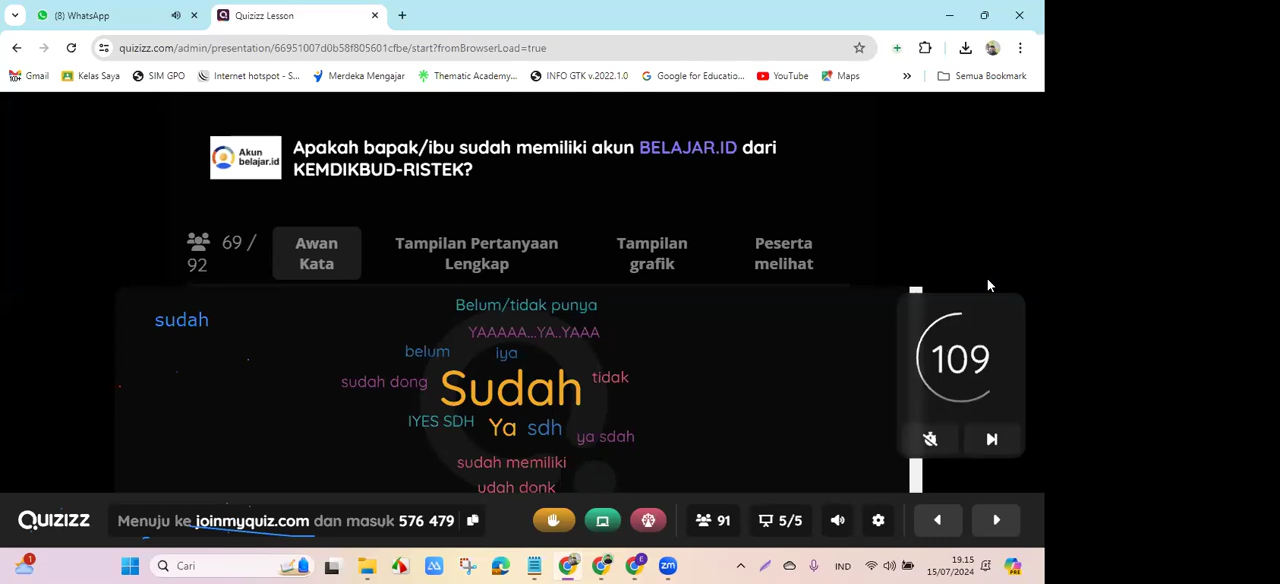 (8) WhatsApp
Quizizz Lesson
quizizz.com/admin/presentation/66951007d0b58f805601cfbe/start?fromBrowserLoad=true
Gmail
Kelas Saya
SIM GPO
Internet hotspot - S...
Merdeka Mengajar
Thematic Academy...
INFO GTK v.2022.1.0
Google for Educatio...
YouTube
Maps
Semua Bookmark
Akun
belajar.id
Apakah bapak/ibu sudah memiliki akun BELAJAR.ID dari
KEMDIKBUD-RISTEK?
69 /
92
Awan
Kata
Tampilan Pertanyaan
Lengkap
Tampilan
grafik
Peserta
melihat
sudah
Belum/tidak punya
YAAAAA...YA..YAAA
belum
iya
sudah dong
Sudah
tidak
IYES SDH
Ya
sdh
ya sdah
sudah memiliki
udah donk
109
QUIZIZZ
Menuju ke joinmyquiz.com dan masuk 576 479
91
5/5
Cari
zm
IND
19.15
15/07/2024